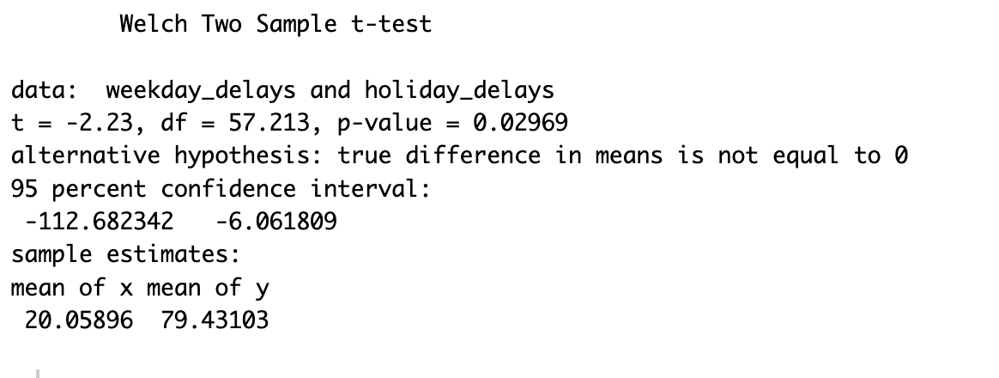 Welch Two Sample t-test
data:  weekday_delays and holiday_delays
t = -2.23, df = 57.213, p-value = 0.02969
alternative hypothesis: true difference in means is not equal to 0
95 percent confidence interval:
 -112.682342   -6.061809
sample estimates:
mean of x mean of y
 20.05896  79.43103